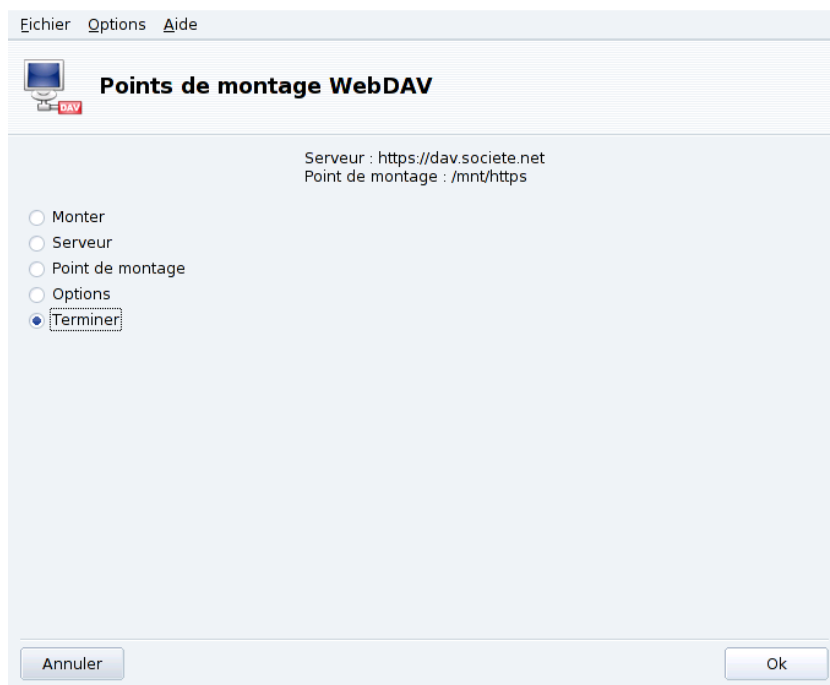 Fichier Options Aide
DAV
Points de montage WebDAV
Serveur : https://dav.societe.net
Point de montage : /mnt/https
Monter
Serveur
Point de montage
Options
Terminer
Annuler
Ok